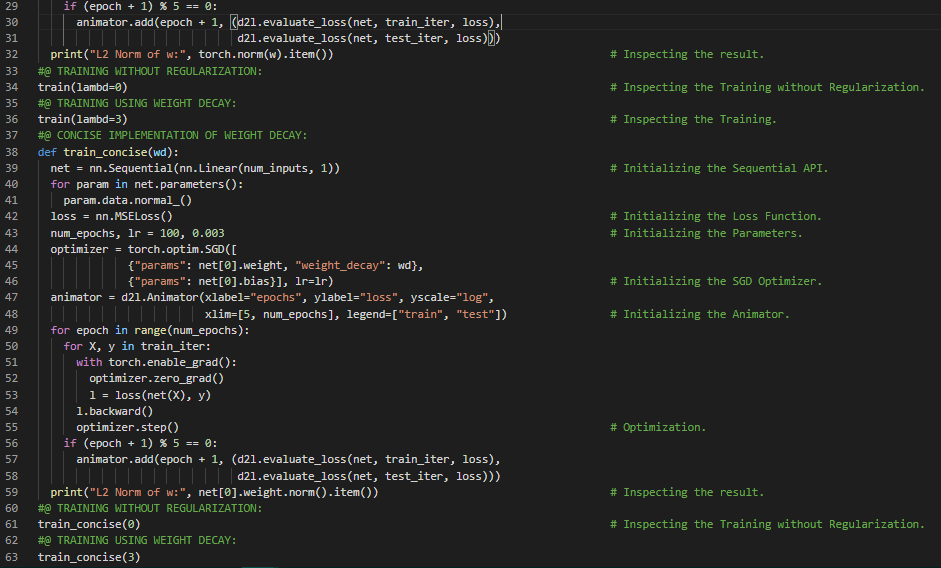 29 if (epoch + 1) % 5 == 0:
30 animator.add(epoch + 1, (d2l.evaluate_loss(net, train_iter, loss),
31 d2l.evaluate_loss(net, test_iter, loss)))
32 print("L2 Norm of w:", torch.norm(w).item()) # Inspecting the result.
33 #@ TRAINING WITHOUT REGULARIZATION:
34 train(lambd=0) # Inspecting the Training without Regularization.
35 #@ TRAINING USING WEIGHT DECAY:
36 train(lambd=3) # Inspecting the Training.
37 #@ CONCISE IMPLEMENTATION OF WEIGHT DECAY:
38 def train_concise(wd):
39 net = nn.Sequential(nn.Linear(num_inputs, 1)) # Initializing the Sequential API.
40 for param in net.parameters():
41 param.data.normal_()
42 loss = nn.MSELoss() # Initializing the Loss Function.
43 num_epochs, lr = 100, 0.003 # Initializing the Parameters.
44 optimizer = torch.optim.SGD([
45 {"params": net[0].weight, "weight_decay": wd},
46 {"params": net[0].bias}], lr=lr) # Initializing the SGD Optimizer.
47 animator = d2l.Animator(xlabel="epochs", ylabel="loss", yscale="log",
48 xlim=[5, num_epochs], legend=["train", "test"]) # Initializing the Animator.
49 for epoch in range(num_epochs):
50 for X, y in train_iter:
51 with torch.enable_grad():
52 optimizer.zero_grad()
53 l = loss(net(X), y)
54 l.backward()
55 optimizer.step() # Optimization.
56 if (epoch + 1) % 5 == 0:
57 animator.add(epoch + 1, (d2l.evaluate_loss(net, train_iter, loss),
58 d2l.evaluate_loss(net, test_iter, loss)))
59 print("L2 Norm of w:", net[0].weight.norm().item()) # Inspecting the result.
60 #@ TRAINING WITHOUT REGULARIZATION:
61 train_concise(0) # Inspecting the Training without Regularization.
62 #@ TRAINING USING WEIGHT DECAY:
63 train_concise(3)